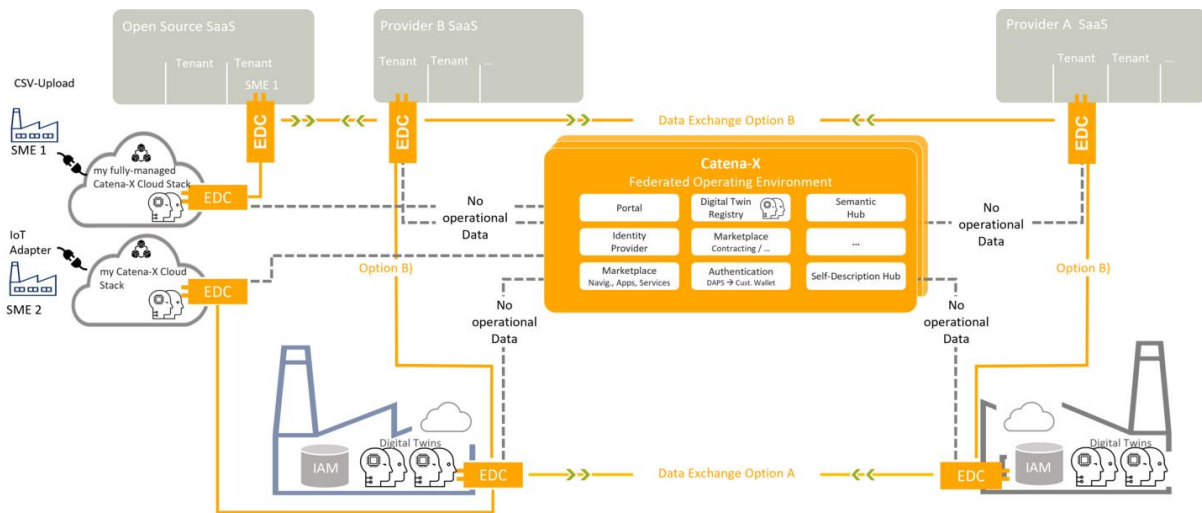 Open Source SaaS
Tenant Tenant
SME 1
Provider B SaaS
Tenant Tenant ...
Provider A SaaS
Tenant Tenant ...
CSV-Upload
SME 1
my fully-managed
Catena-X Cloud Stack
EDC
EDC
EDC
EDC
Data Exchange Option B
IoT
Adapter
SME 2
my Catena-X Cloud
Stack
EDC
Catena-X
Federated Operating Environment
Portal
Digital Twin
Registry
Semantic
Hub
Identity
Provider
Marketplace
Contracting / ...
...
Marketplace
Navig., Apps, Services
Authentication
DAPS → Cust. Wallet
Self-Description Hub
No
operational
Data
No
operational
Data
Option B)
Option B)
No
operational
Data
No
operational
Data
Digital Twins
IAM
EDC
Data Exchange Option A
EDC
Digital Twins
IAM